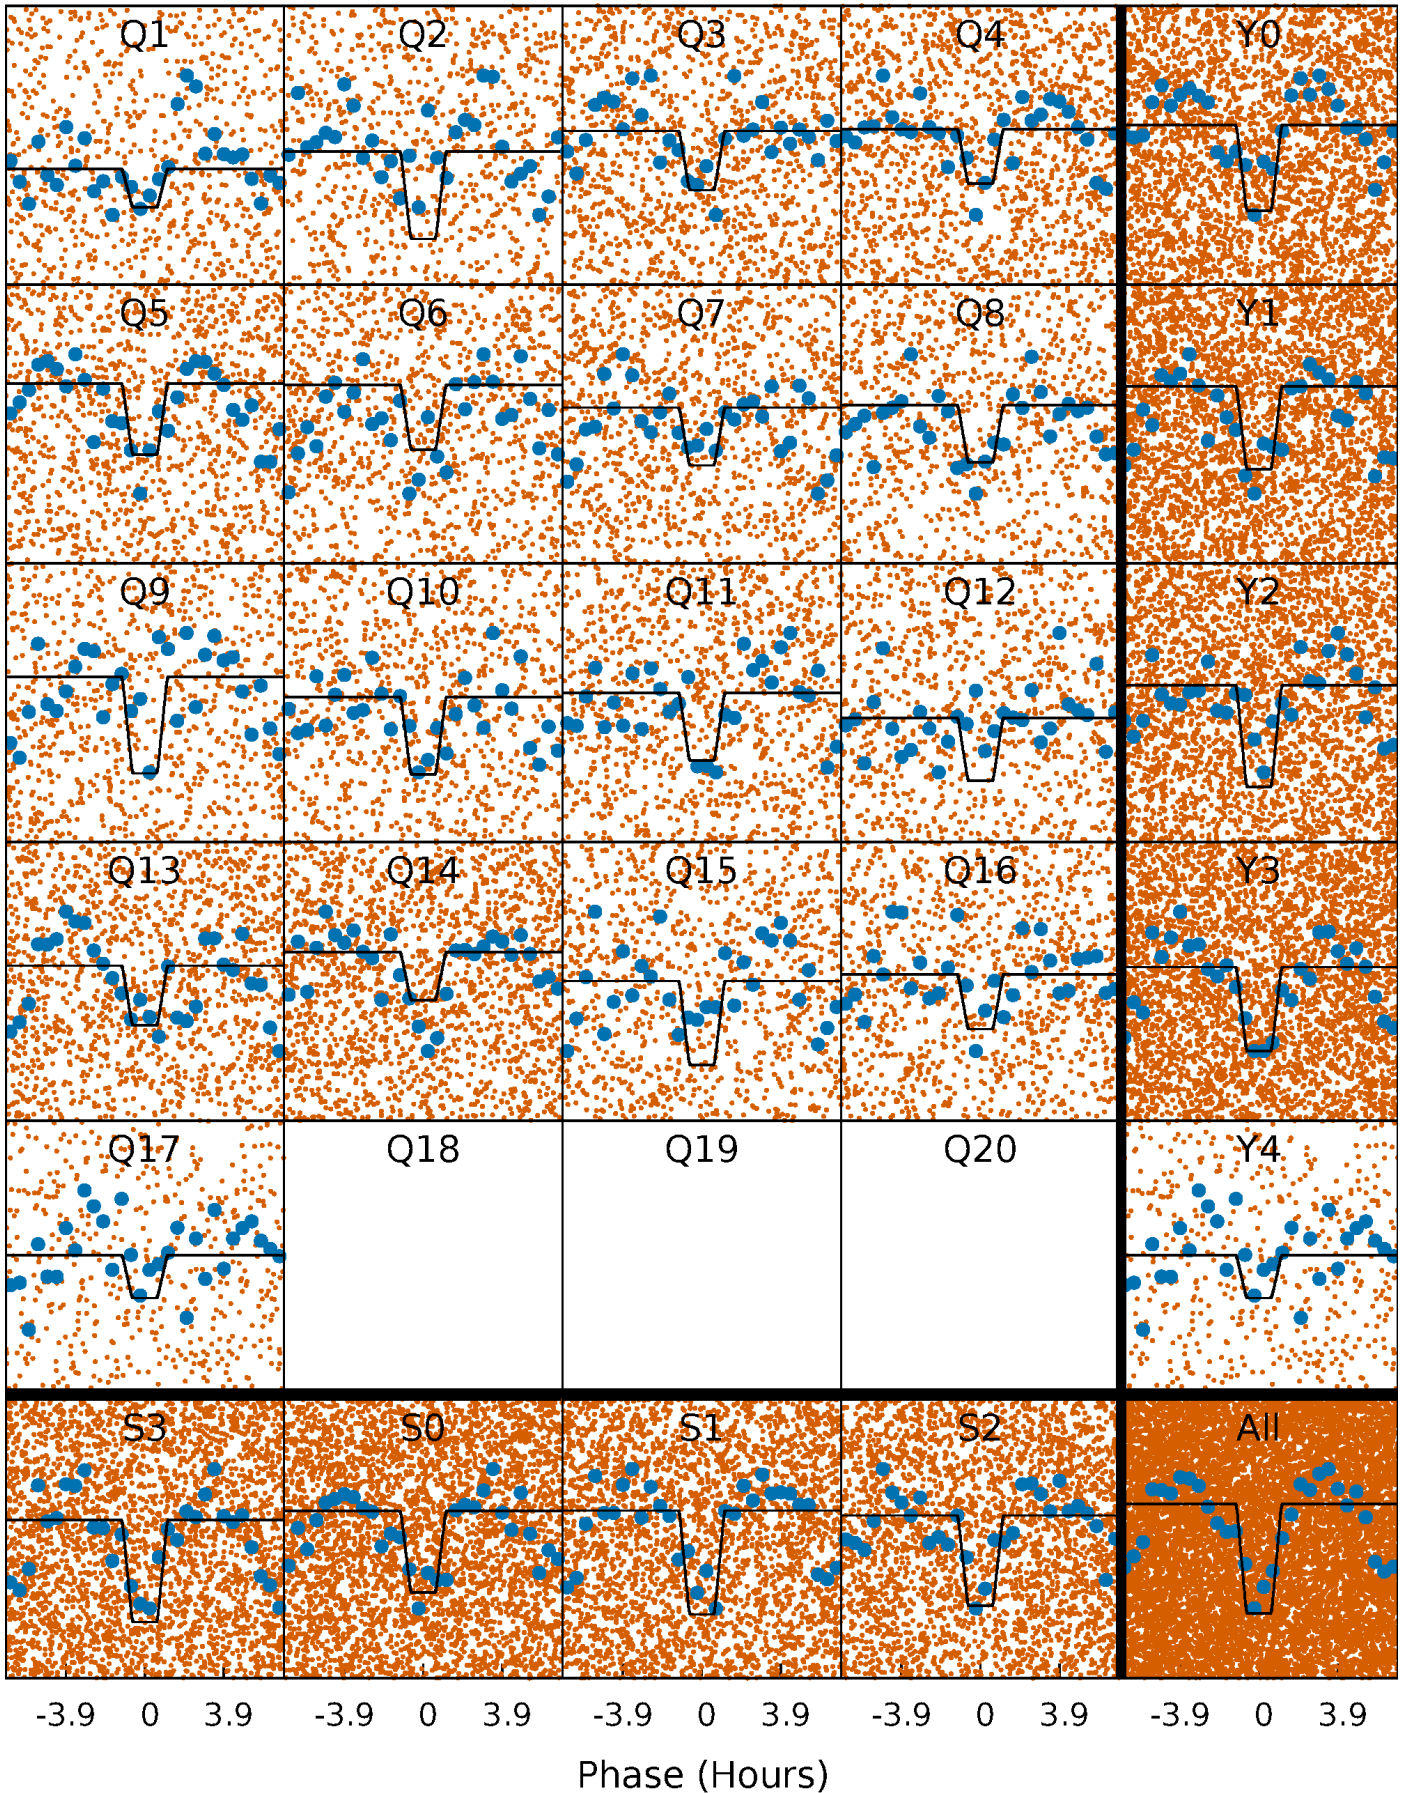 Q1 Q2 Q3 Q4 Y0
Q5 Q6 Q7 Q8 Y1
Q9 Q10 Q11 Q12 Y2
Q13 Q14 Q15 Q16 Y3
Q17 Q18 Q19 Q20 Y4
S3 S0 S1 S2 All
-3.9 0 3.9 -3.9 0 3.9 -3.9 0 3.9 -3.9 0 3.9 -3.9 0 3.9
Phase (Hours)